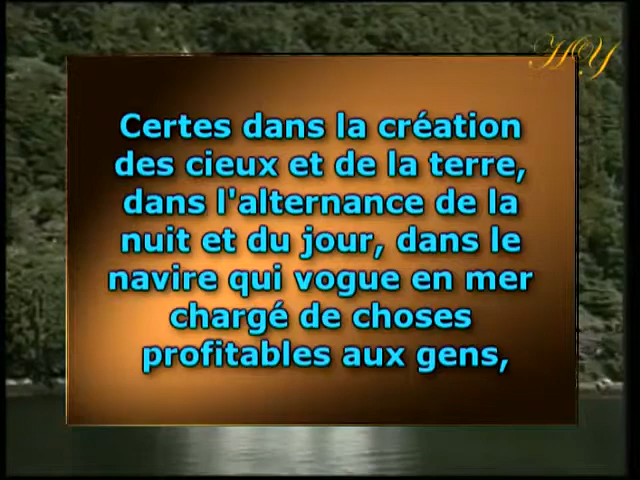 HY
Certes dans la création
des cieux et de la terre,
dans l'alternance de la
nuit et du jour, dans le
navire qui vogue en mer
chargé de choses
profitables aux gens,